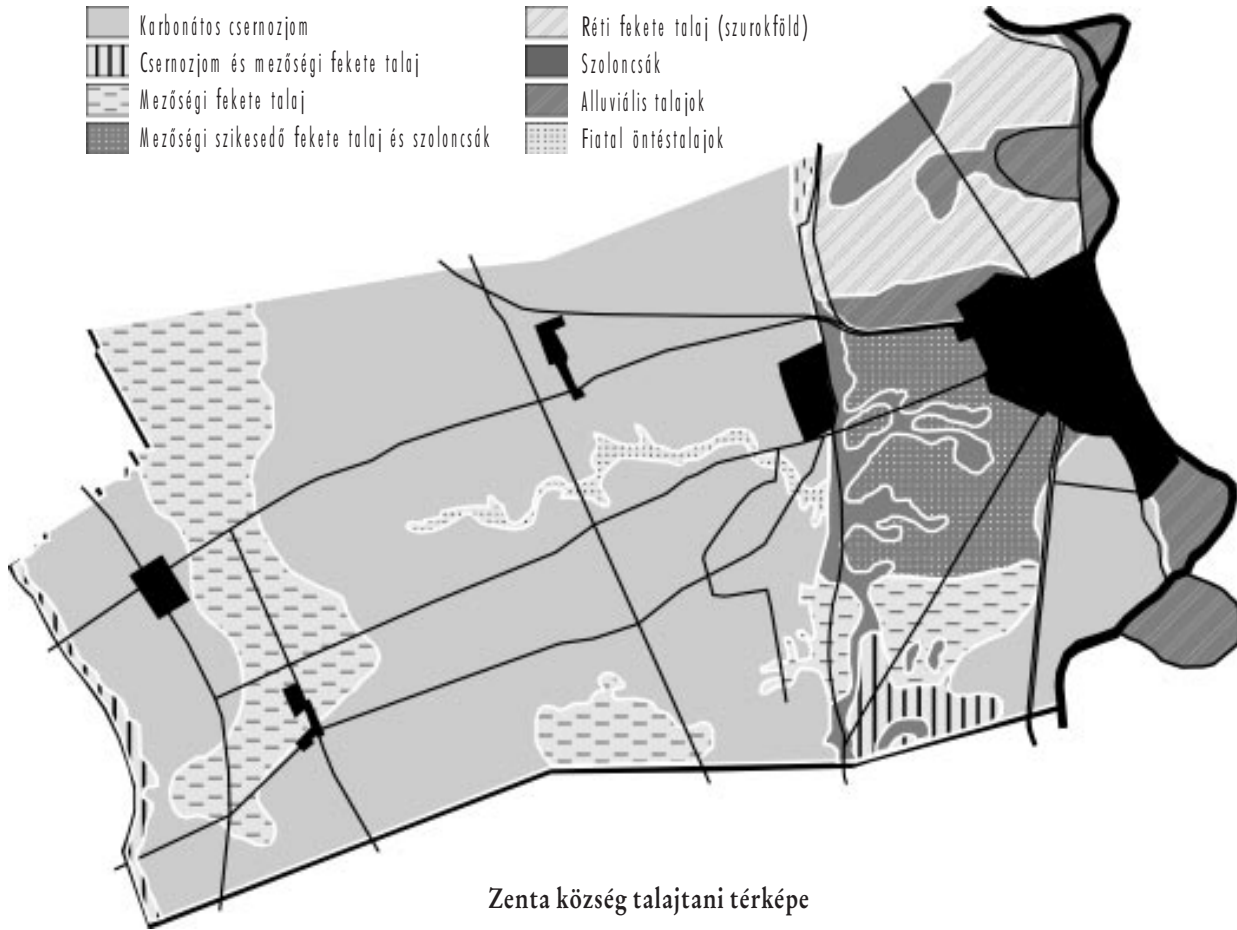 Karbonátos csernozjom
Csernozjom és mezőségi fekete talaj
Mezőségi fekete talaj
Mezőségi szikesedő fekete talaj és szoloncsák
Réti fekete talaj (szurokföld)
Szoloncsák
Alluviális talajok
Fiatal öntéstalajok
Zenta község talajtani térképe